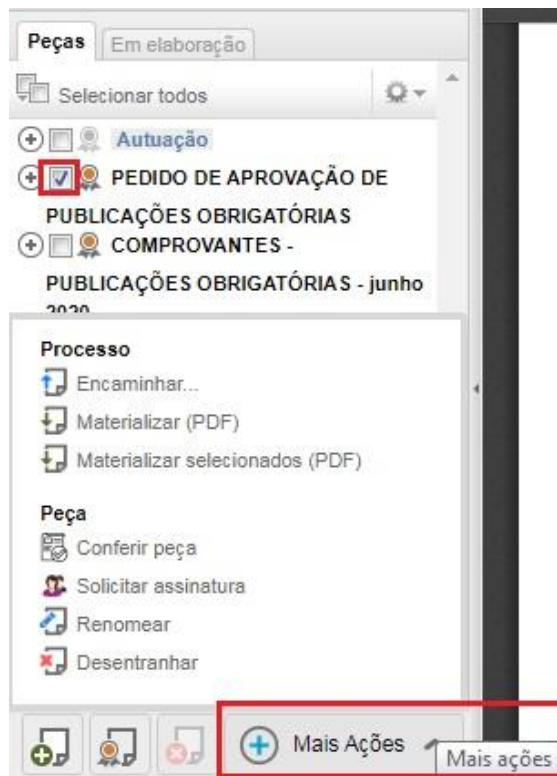 Peças Em elaboração
Selecionar todos
Autuação
PEDIDO DE APROVAÇÃO DE
PUBLICAÇÕES OBRIGATÓRIAS
COMPROVANTES -
PUBLICAÇÕES OBRIGATÓRIAS - junho
2020
Processo
Encaminhar...
Materializar (PDF)
Materializar selecionados (PDF)
Peça
Conferir peça
Solicitar assinatura
Renomear
Desentranhar
Mais Ações
Mais ações